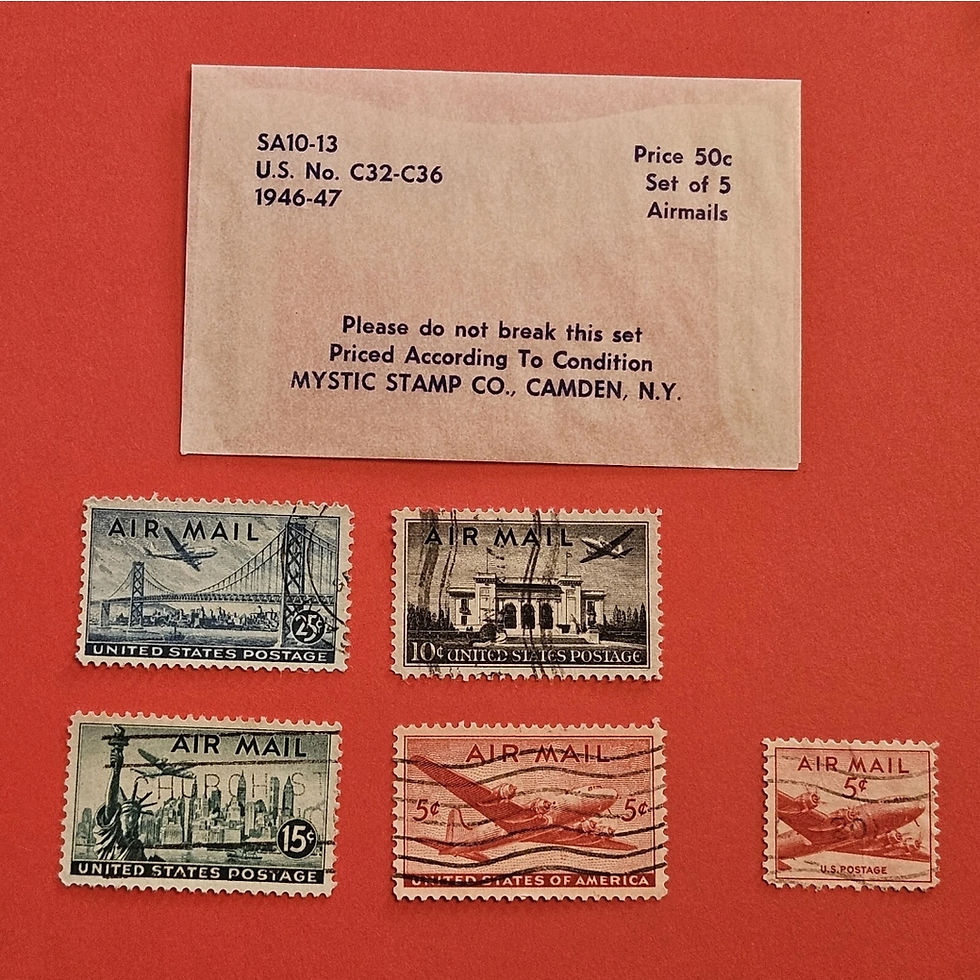 SA10-13
U.S. No. C32-C36
1946-47
Price 50c
Set of 5
Airmails
Please do not break this set
Priced According To Condition
MYSTIC STAMP CO., CAMDEN, N.Y.
AIR MAIL
25¢
UNITED STATES POSTAGE
AIR MAIL
10¢ UNITED STATES POSTAGE
AIR MAIL
CHURCH S
15¢
UNITED STATES POSTAGE
AIR MAIL
5¢ 5¢
UNITED STATES OF AMERICA
AIR MAIL
5¢
U.S. POSTAGE